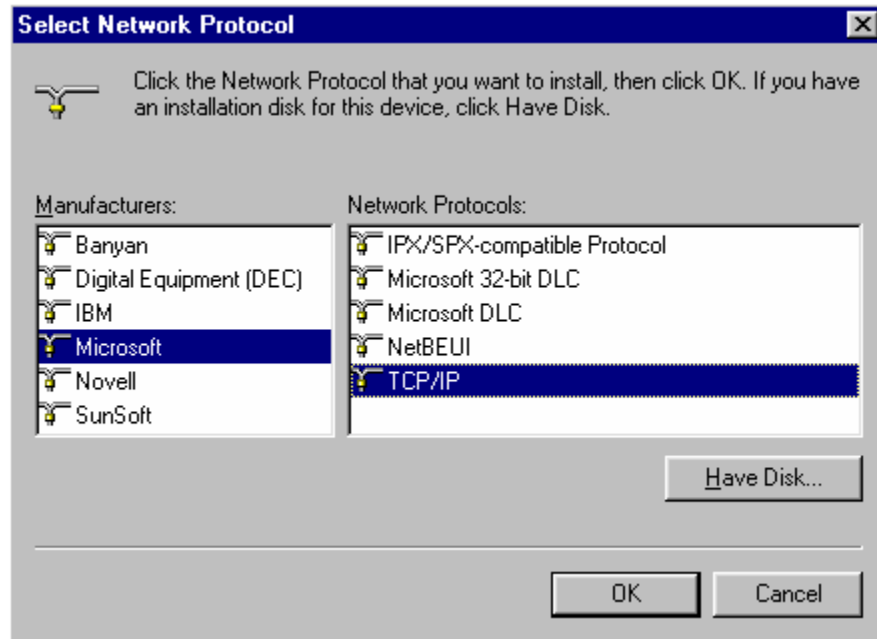 Select Network Protocol
Click the Network Protocol that you want to install, then click OK. If you have
an installation disk for this device, click Have Disk.
Manufacturers:
Banyan
Digital Equipment (DEC)
IBM
Microsoft
Novell
SunSoft
Network Protocols:
IPX/SPX-compatible Protocol
Microsoft 32-bit DLC
Microsoft DLC
NetBEUI
TCP/IP
Have Disk...
OK
Cancel